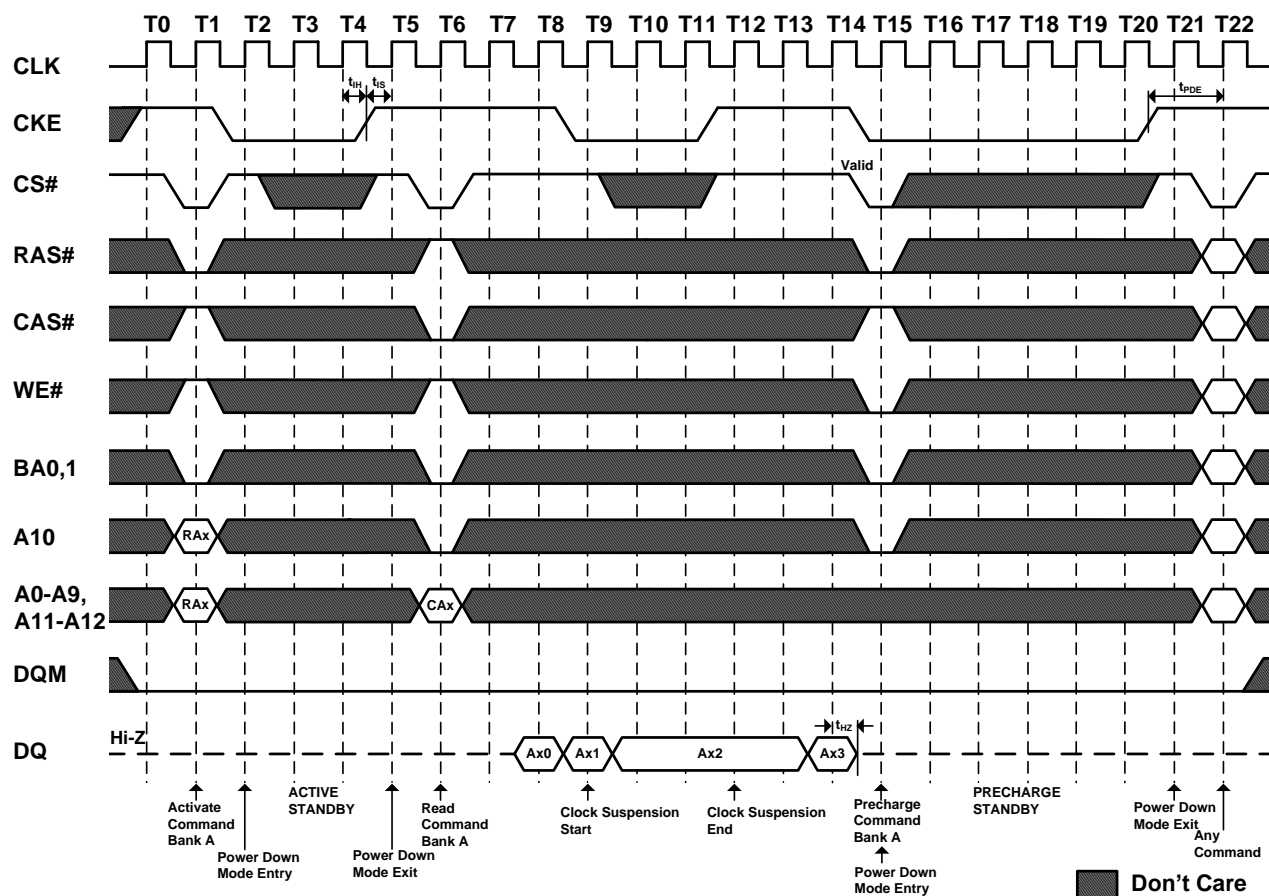 T0 T1 T2 T3 T4 T5 T6 T7 T8 T9 T10 T11 T12 T13 T14 T15 T16 T17 T18 T19 T20 T21 T22
CLK
tIH tIS
tPDE
CKE
Valid
CS#
RAS#
CAS#
WE#
BA0,1
A10
RAx
A0-A9,
A11-A12
RAx
CAx
DQM
tHZ
Hi-Z
DQ
Ax0
Ax1
Ax2
Ax3
Activate
Command
Bank A
Power Down
Mode Entry
ACTIVE
STANDBY
Power Down
Mode Exit
Read
Command
Bank A
Clock Suspension
Start
Clock Suspension
End
Precharge
Command
Bank A
Power Down
Mode Entry
PRECHARGE
STANDBY
Power Down
Mode Exit
Any
Command
Don't Care